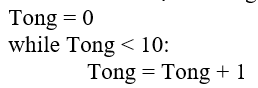 Tong = 0
while Tong < 10:
Tong = Tong + 1